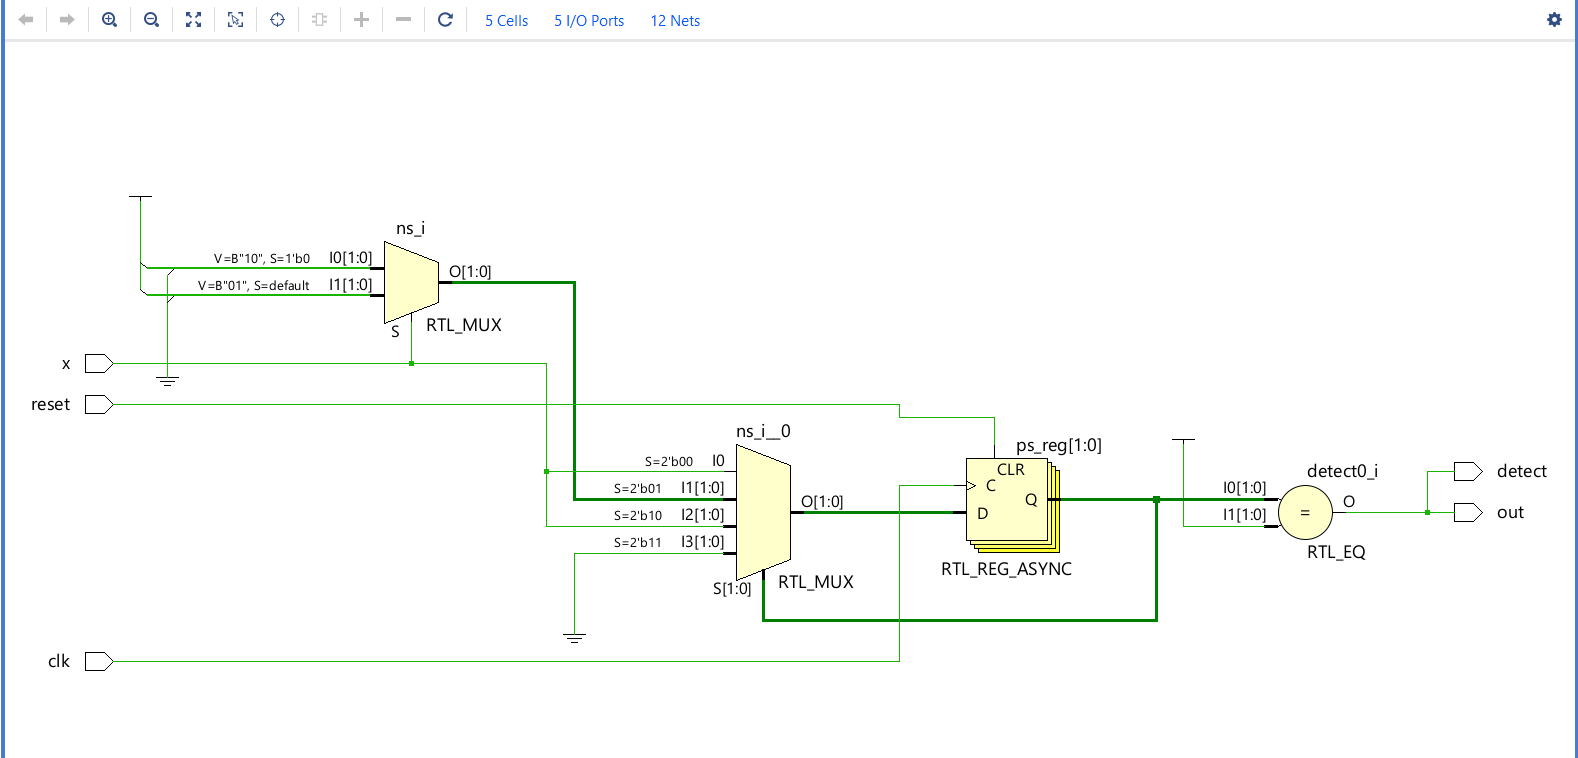 5 Cells 5 I/O Ports 12 Nets
ns_i
V=B"10", S=1'b0 I0[1:0]
O[1:0]
V=B"01", S=default I1[1:0]
S
RTL_MUX
x
reset
ns_i__0
S=2'b00 I0
S=2'b01 I1[1:0]
S=2'b10 I2[1:0]
S=2'b11 I3[1:0]
O[1:0]
S[1:0]
RTL_MUX
ps_reg[1:0]
CLR
C
Q
D
RTL_REG_ASYNC
detect0_i
I0[1:0]
I1[1:0]
=
O
RTL_EQ
detect
out
clk